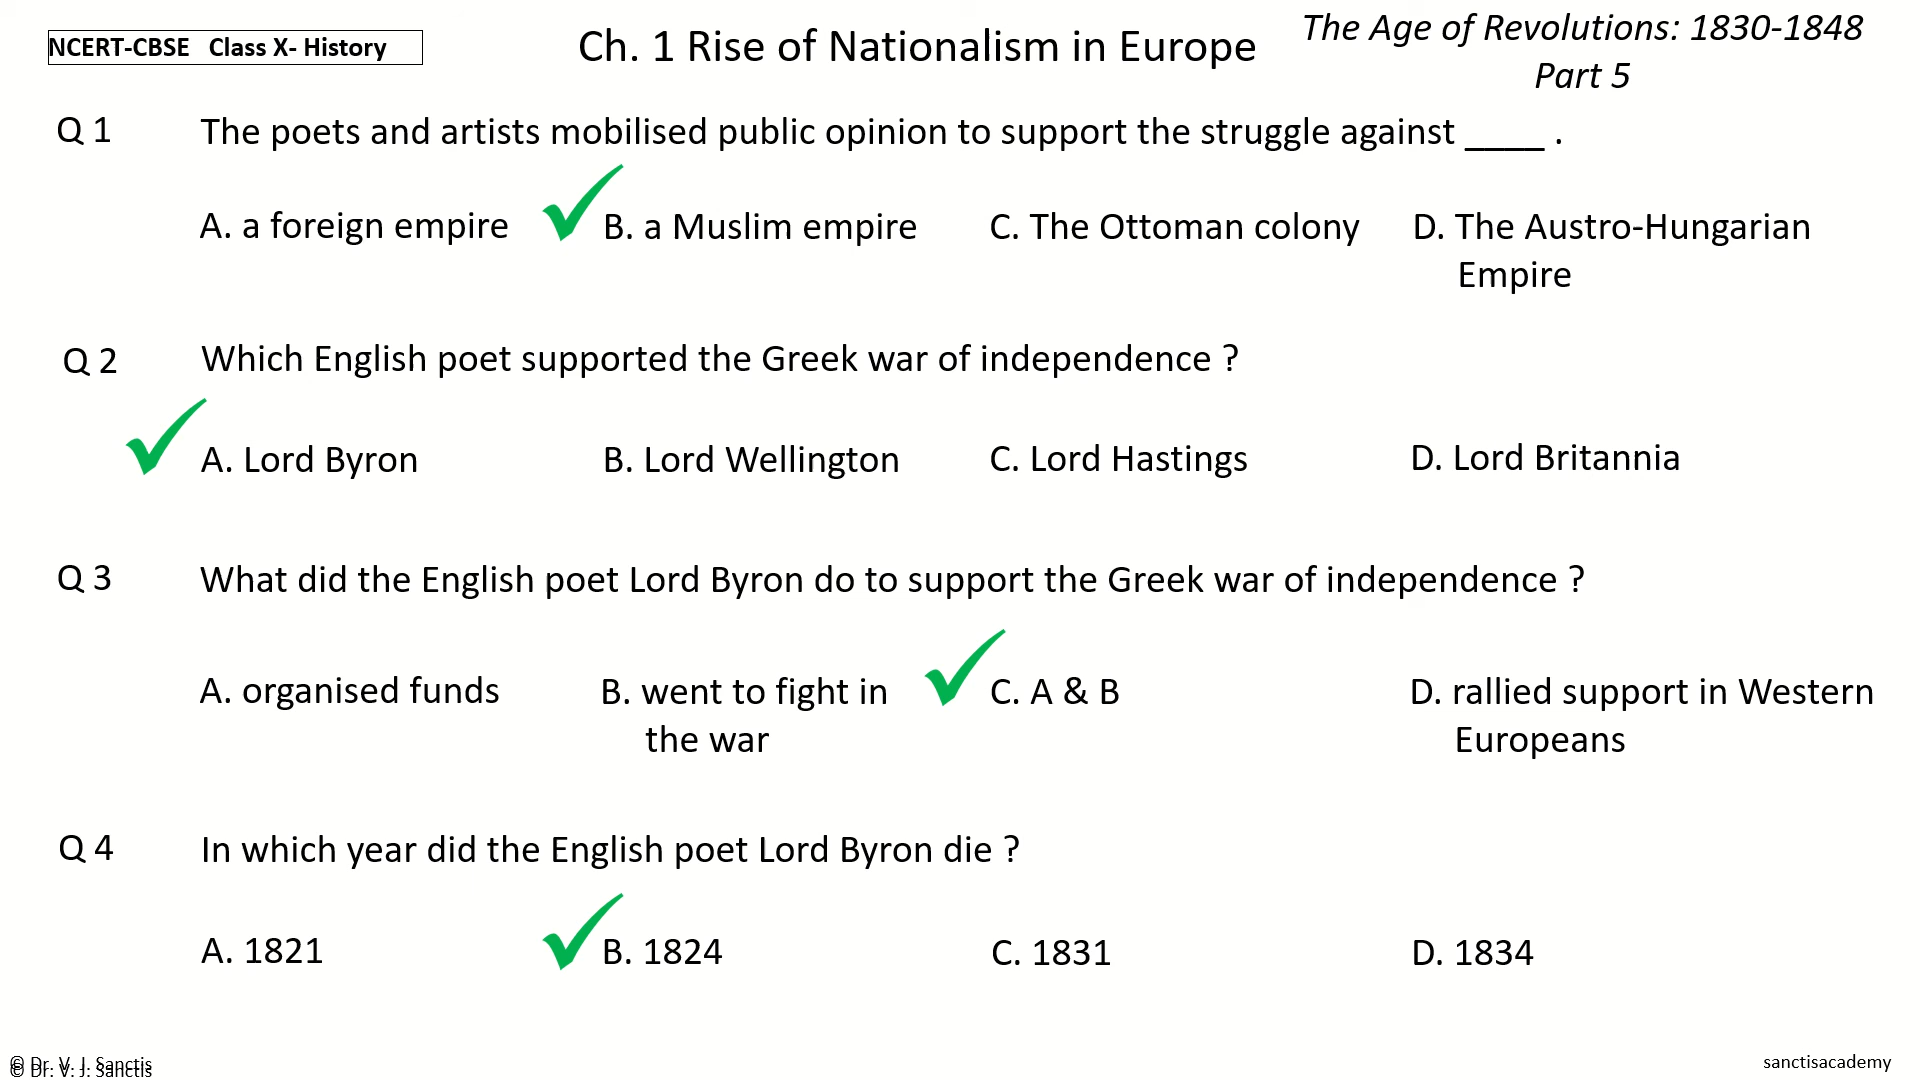 NCERT-CBSE Class X- History
Ch. 1 Rise of Nationalism in Europe
The Age of Revolutions: 1830-1848
Part 5
Q 1 The poets and artists mobilised public opinion to support the struggle against ____ .
A. a foreign empire B. a Muslim empire C. The Ottoman colony D. The Austro-Hungarian
Empire
Q 2 Which English poet supported the Greek war of independence ?
A. Lord Byron B. Lord Wellington C. Lord Hastings D. Lord Britannia
Q 3 What did the English poet Lord Byron do to support the Greek war of independence ?
A. organised funds B. went to fight in C. A & B D. rallied support in Western
the war Europeans
Q 4 In which year did the English poet Lord Byron die ?
A. 1821 B. 1824 C. 1831 D. 1834
© Dr. V. J. Sanctis
© Dr. V. J. Sanctis
sanctisacademy